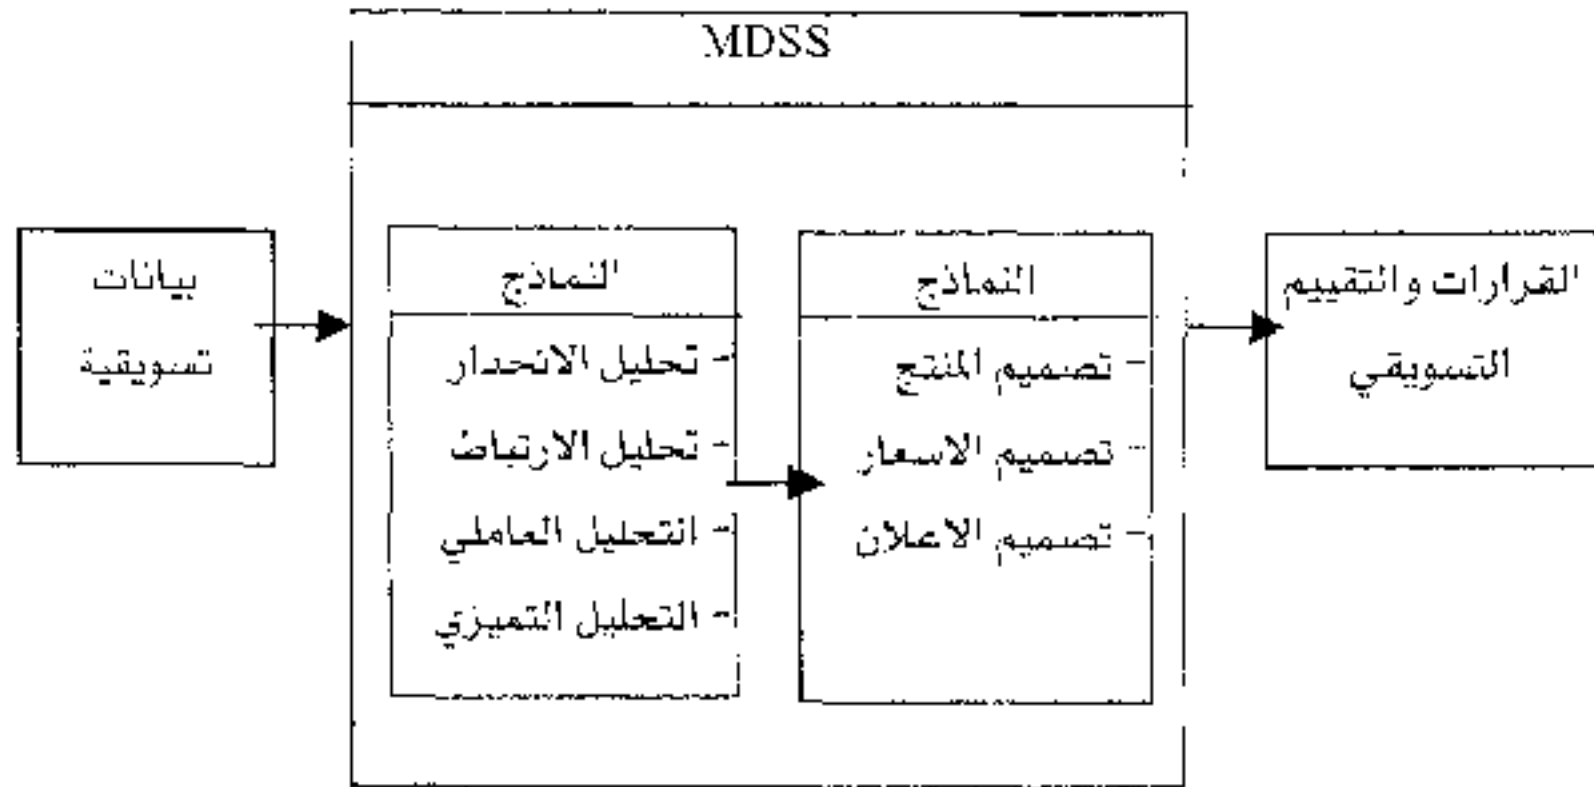 MDSS
بيانات
تسويقية
النماذج
- تحليل الانحدار
- تحليل الارتباط
- التحليل العاملي
- التحليل التميزي
النماذج
- تصميم المنتج
- تصميم الاسعار
- تصميم الاعلان
القرارات والتقييم
التسويقي